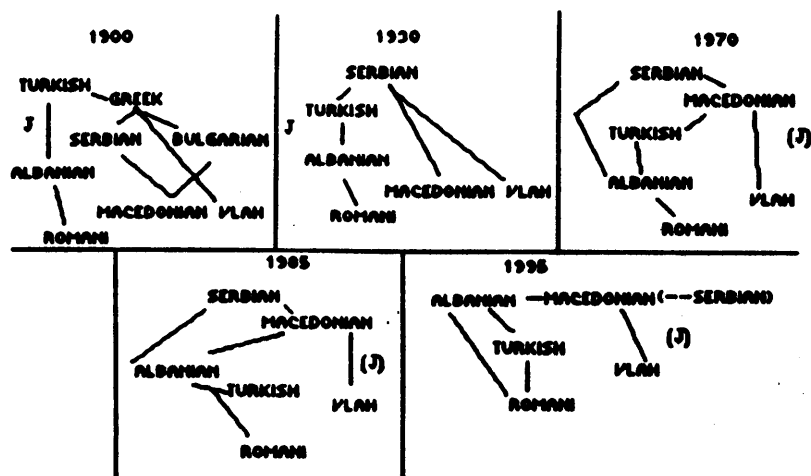 1900
TURKISH
GREEK
J
SERBIAN
BULGARIAN
ALBANIAN
MACEDONIAN VLAH
ROMANI
1930
SERBIAN
J
TURKISH
ALBANIAN
MACEDONIAN VLAH
ROMANI
1970
SERBIAN
MACEDONIAN
TURKISH
(J)
ALBANIAN
VLAH
ROMANI
1985
SERBIAN
MACEDONIAN
ALBANIAN
(J)
TURKISH
VLAH
ROMANI
1995
ALBANIAN MACEDONIAN (--SERBIAN)
TURKISH
(J)
VLAH
ROMANI